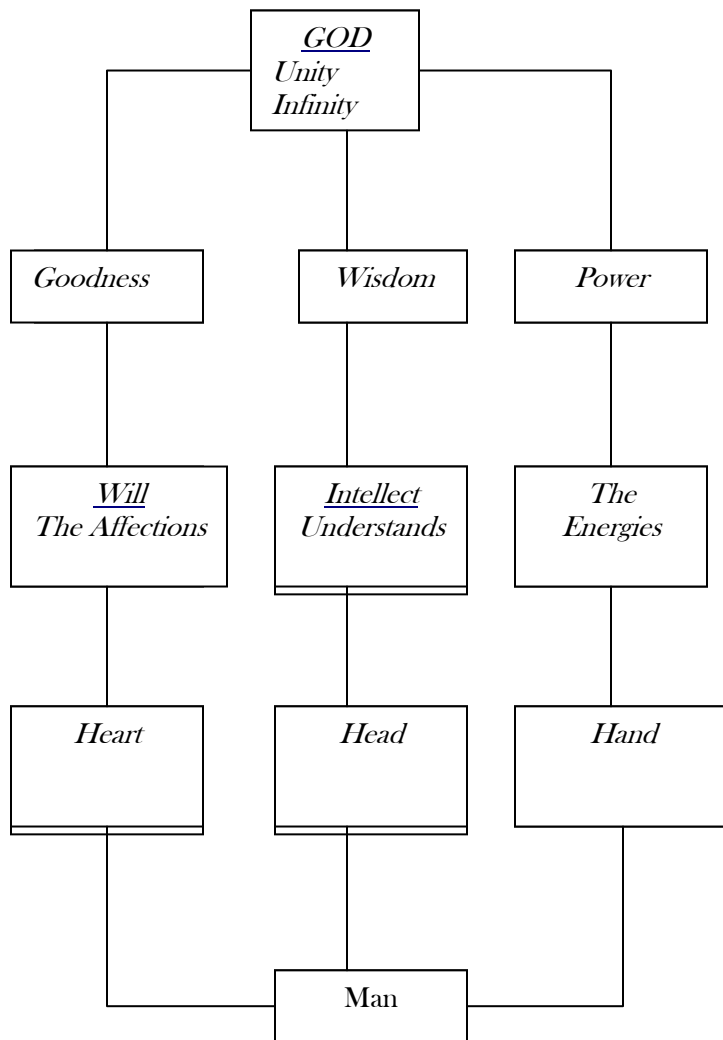 GOD
Unity
Infinity
Goodness
Wisdom
Power
Will
The Affections
Intellect
Understands
The
Energies
Heart
Head
Hand
Man